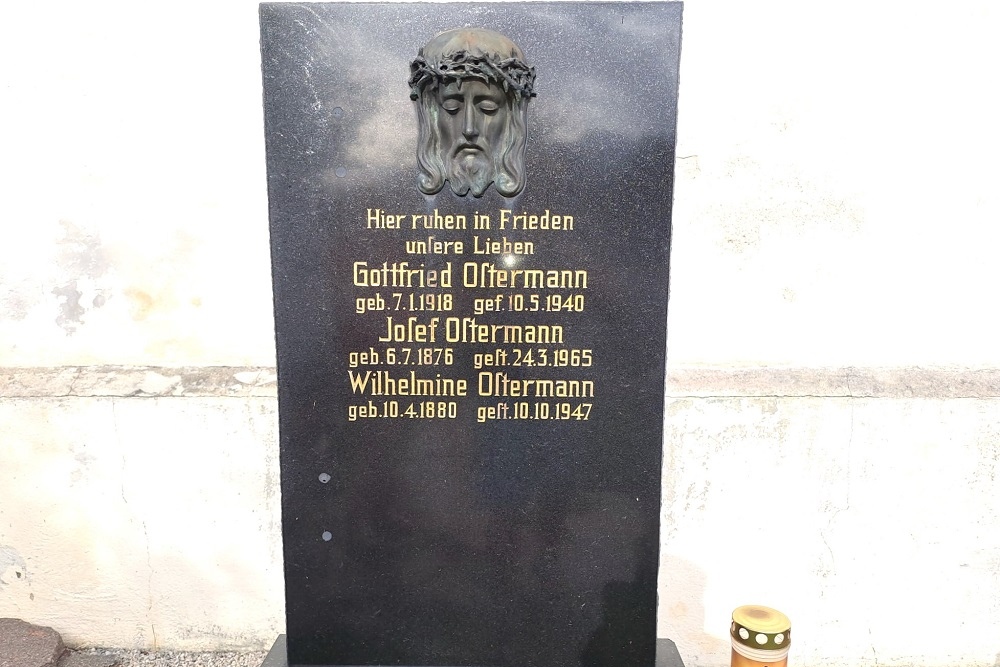 Hier ruhen in Frieden
unſere Lieben
Gottfried Oſtermann
geb. 7.1.1918 gef. 10.5.1940
Joſef Oſtermann
geb. 6.7.1876 geſt. 24.3.1965
Wilhelmine Oſtermann
geb. 10.4.1880 geſt. 10.10.1947